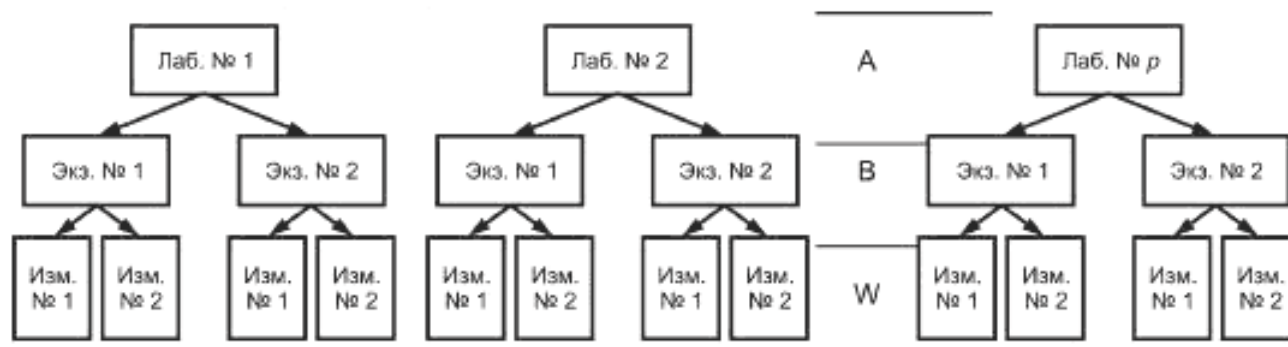 Лаб. № 1
Лаб. № 2
А
Лаб. № p
Экз. № 1
Экз. № 2
Экз. № 1
Экз. № 2
В
Экз. № 1
Экз. № 2
Изм.
№ 1
Изм.
№ 2
Изм.
№ 1
Изм.
№ 2
Изм.
№ 1
Изм.
№ 2
Изм.
№ 1
Изм.
№ 2
W
Изм.
№ 1
Изм.
№ 2
Изм.
№ 1
Изм.
№ 2